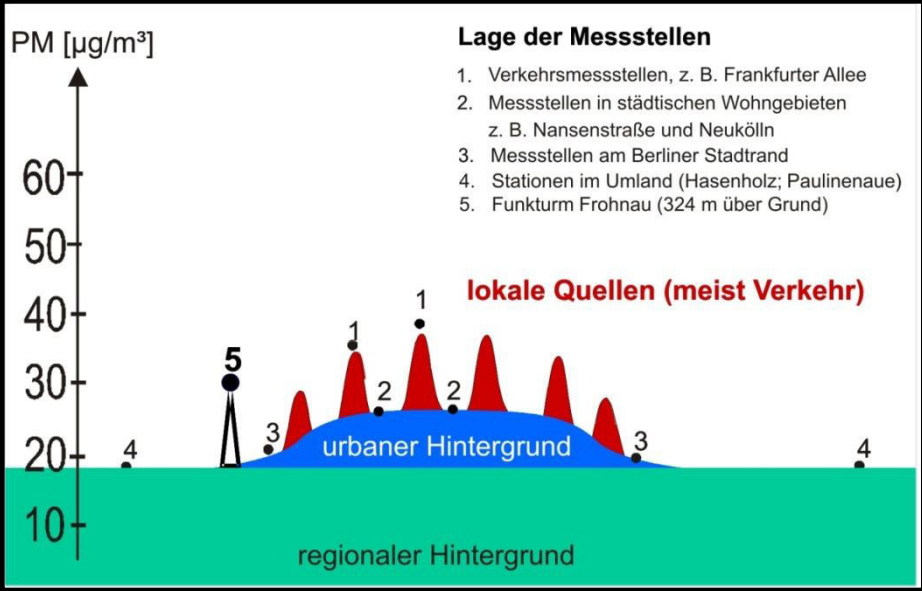 PM [µg/m³]
Lage der Messstellen
1. Verkehrsmessstellen, z. B. Frankfurter Allee
2. Messstellen in städtischen Wohngebieten
z. B. Nansenstraße und Neukölln
3. Messstellen am Berliner Stadtrand
4. Stationen im Umland (Hasenholz; Paulinenaue)
5. Funkturm Frohnau (324 m über Grund)
60
50
lokale Quellen (meist Verkehr)
40
1
1
30
5
2
2
20
4
3
urbaner Hintergrund
3
4
10
regionaler Hintergrund